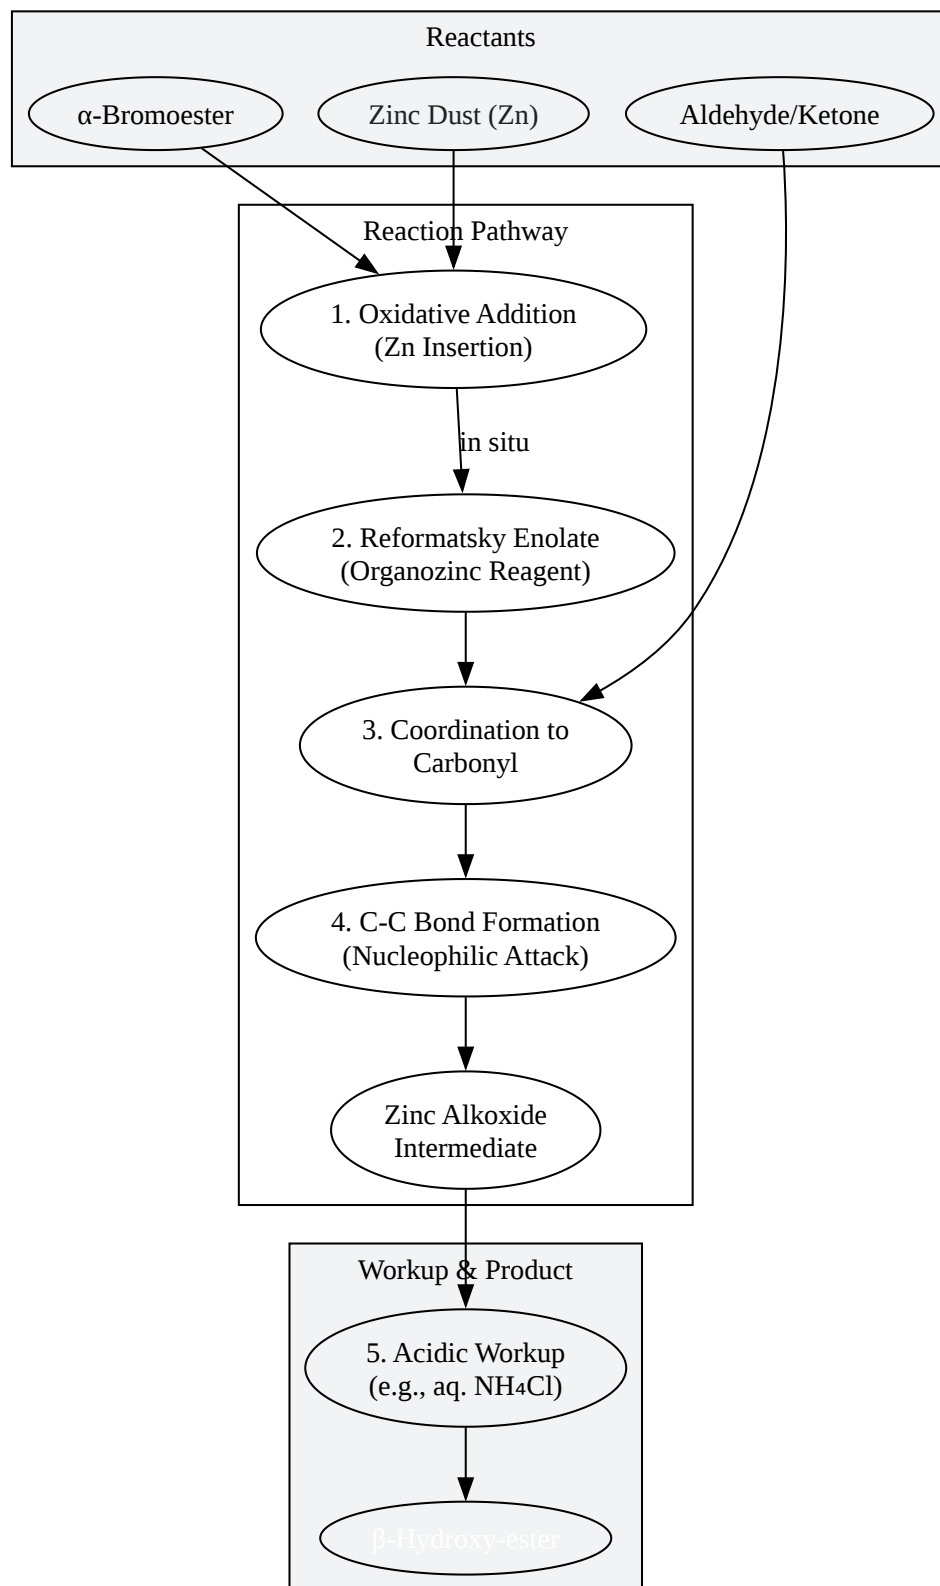 Reactants
α-Bromoester
Zinc Dust (Zn)
Aldehyde/Ketone
Reaction Pathway
1. Oxidative Addition
(Zn Insertion)
in situ
2. Reformatsky Enolate
(Organozinc Reagent)
3. Coordination to
Carbonyl
4. C-C Bond Formation
(Nucleophilic Attack)
Zinc Alkoxide
Intermediate
Workup & Product
5. Acidic Workup
(e.g., aq. NH₄Cl)
β-Hydroxy-ester